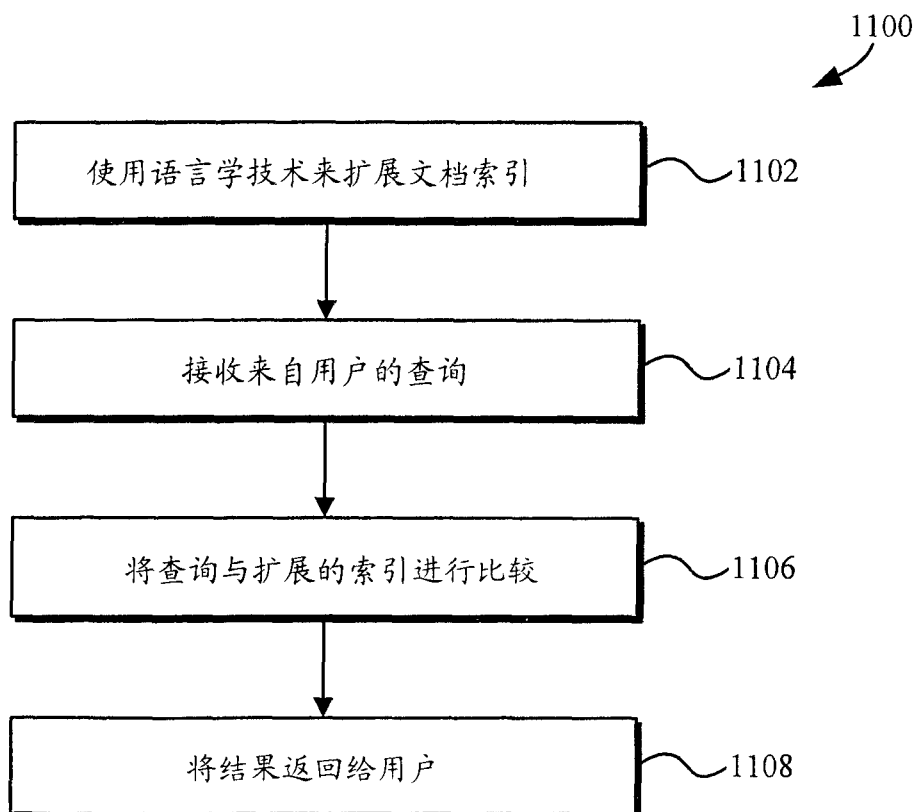 1100
使用语言学技术来扩展文档索引
1102
接收来自用户的查询
1104
将查询与扩展的索引进行比较
1106
将结果返回给用户
1108